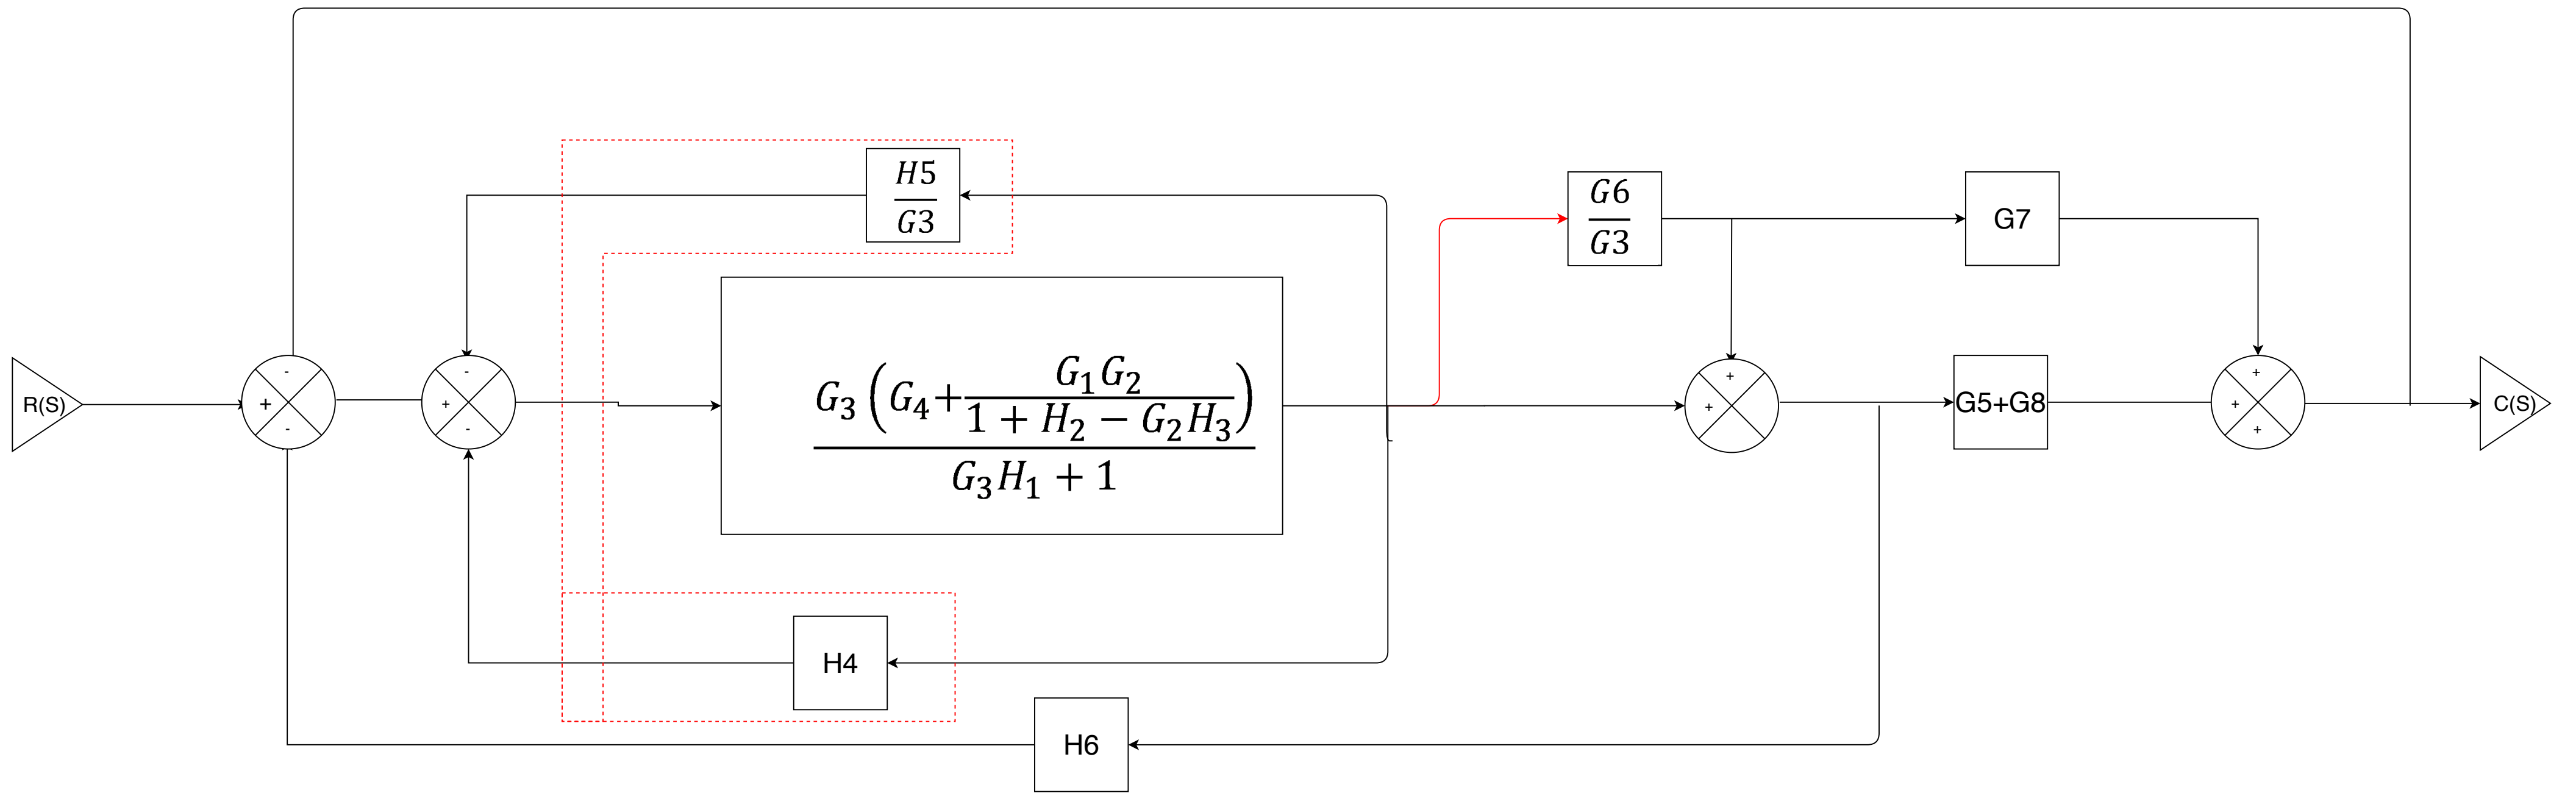 H5
G3
G6
G3
G7
R(S)
-
+
-
-
+
-
G₃(G₄+ G₁G₂
1 + H₂ − G₂H₃)
G₃H₁ + 1
+
+
G5+G8
+
+
+
C(S)
H4
H6